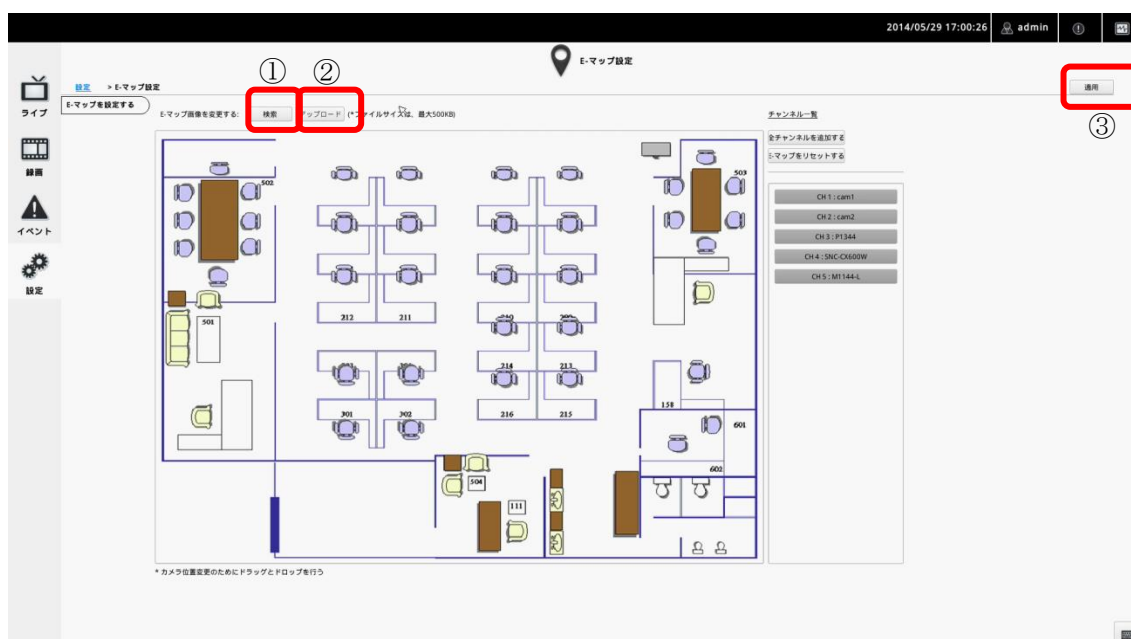 2014/05/29 17:00:26 admin
E-マップ設定
① ②
設定 > E-マップ設定
適用
③
ライブ
録画
イベント
設定
E-マップを設定する
E-マップ画像を変更する: 検索 アップロード (*ファイルサイズは、最大500KB)
チャンネル一覧
全チャンネルを追加する
E-マップをリセットする
CH 1 : cam1
CH 2 : cam2
CH 3 : P1344
CH 4 : SNC-CX600W
CH 5 : M1144-L
502
503
501
212 211
214 213
301 302
216 215
158
601
602
504
111
* カメラ位置変更のためにドラッグとドロップを行う